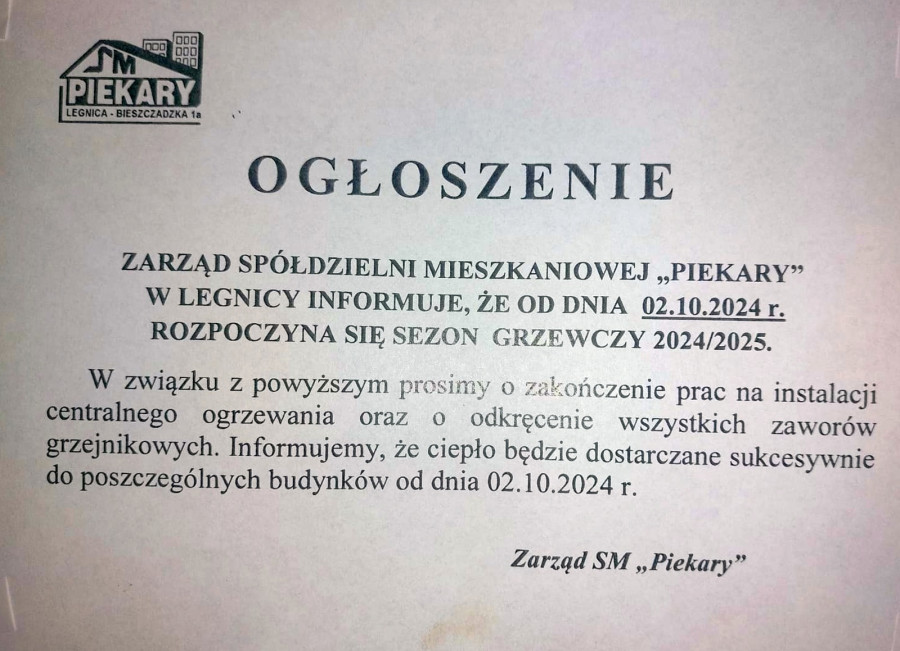 SM
PIEKARY
LEGNICA - BIESZCZADZKA 1a
OGŁOSZENIE
ZARZĄD SPÓŁDZIELNI MIESZKANIOWEJ „PIEKARY”
W LEGNICY INFORMUJE, ŻE OD DNIA 02.10.2024 r.
ROZPOCZYNA SIĘ SEZON GRZEWCZY 2024/2025.
W związku z powyższym prosimy o zakończenie prac na instalacji
centralnego ogrzewania oraz o odkręcenie wszystkich zaworów
grzejnikowych. Informujemy, że ciepło będzie dostarczane sukcesywnie
do poszczególnych budynków od dnia 02.10.2024 r.
Zarząd SM „Piekary”